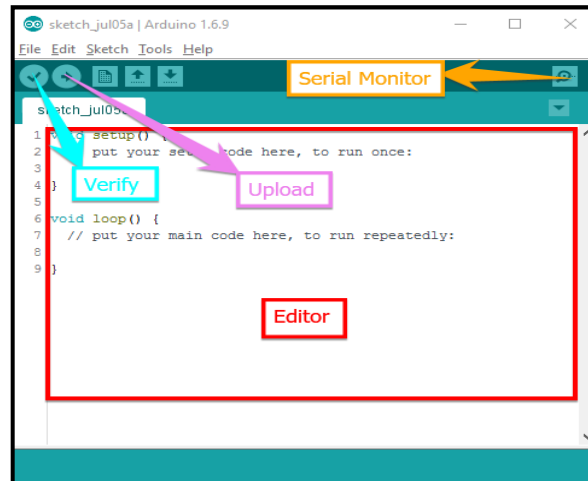 sketch_jul05a | Arduino 1.6.9
File Edit Sketch Tools Help
Serial Monitor
sketch_jul05a
1 void setup() {
2 put your setup code here, to run once:
3
4 }
5
6 void loop() {
7 // put your main code here, to run repeatedly:
8
9 }
Verify
Upload
Editor